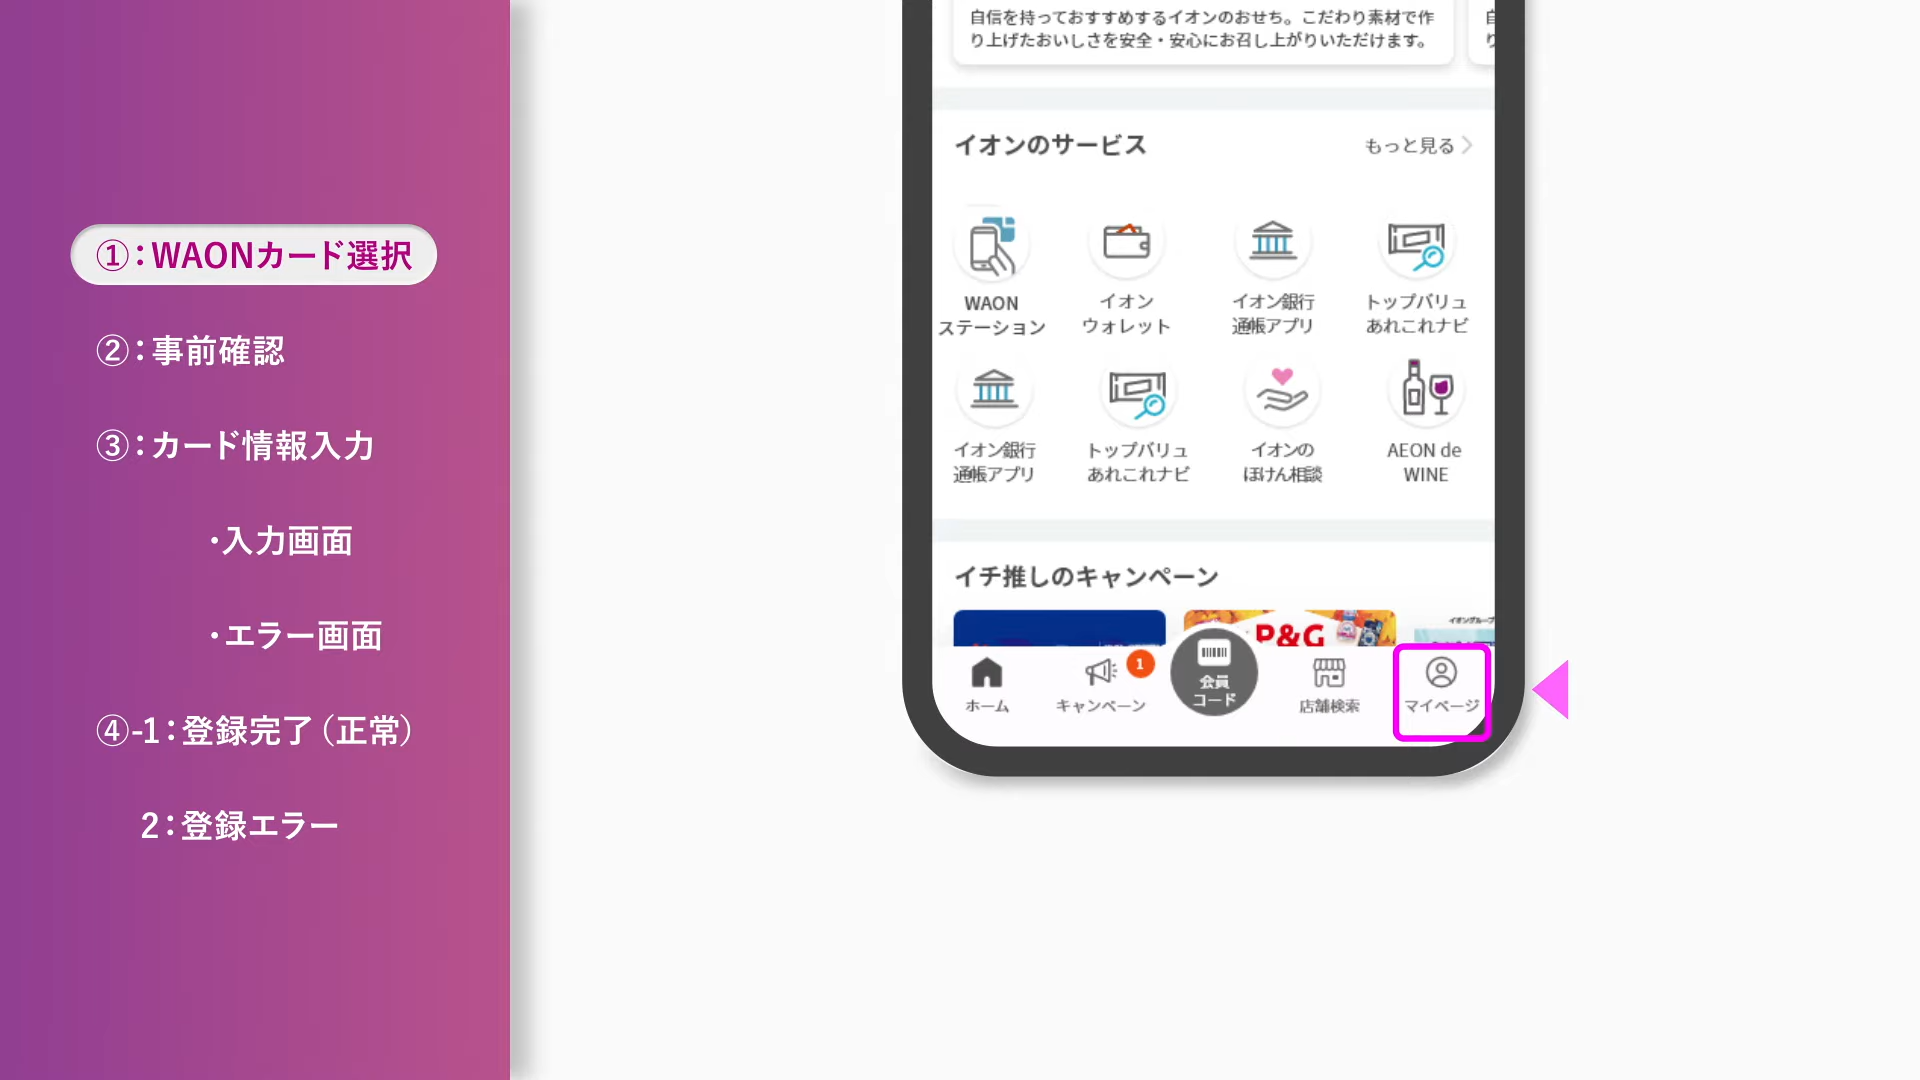 ①：WAONカード選択
②：事前確認
③：カード情報入力
・入力画面
・エラー画面
④-1：登録完了（正常）
2：登録エラー
自信を持っておすすめするイオンのおせち。こだわり素材で作
り上げたおいしさを安全・安心にお召し上がりいただけます。
イオンのサービス
もっと見る
WAON
ステーション
イオン
ウォレット
イオン銀行
通帳アプリ
トップバリュ
あれこれナビ
イオン銀行
通帳アプリ
トップバリュ
あれこれナビ
イオンの
ほけん相談
AEON de
WINE
イチ推しのキャンペーン
P&G
イオングループ
ホーム
キャンペーン
1
会員
コード
店舗検索
マイページ